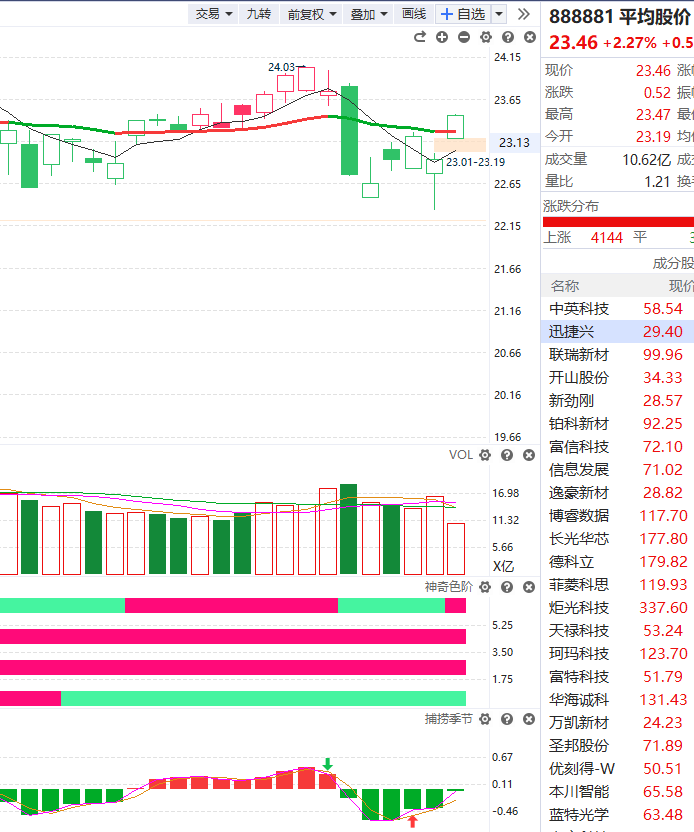 交易 九转 前复权 叠加 画线 +自选
888881 平均股价
23.46 +2.27% +0.5
24.15
24.03
23.65
23.13
23.01-23.19
22.65
22.15
21.66
21.16
20.66
20.16
19.66
现价 23.46 涨
涨跌 0.52 振
最高 23.47 最
今开 23.19 均
成交量 10.62亿 成
量比 1.21 换
涨跌分布
上涨 4144 平
成分股
名称 现价
中英科技 58.54
迅捷兴 29.40
联瑞新材 99.96
开山股份 34.33
新劲刚 28.57
铂科新材 92.25
富信科技 72.10
信息发展 71.02
逸豪新材 28.82
博睿数据 117.70
长光华芯 177.80
德科立 179.82
菲菱科思 119.93
炬光科技 337.60
天禄科技 53.24
珂玛科技 123.70
富特科技 51.79
华海诚科 131.43
万凯新材 24.23
圣邦股份 71.89
优刻得-W 50.51
本川智能 65.58
蓝特光学 63.48
VOL
16.98
11.32
5.66
X亿
神奇色阶
5.25
3.50
1.75
捕捞季节
0.67
0.11
-0.46